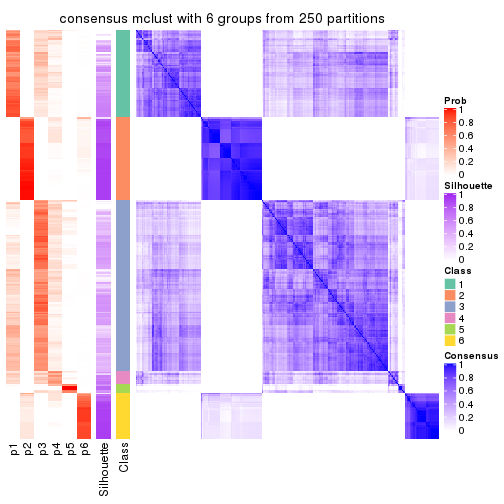 consensus mclust with 6 groups from 250 partitions
Prob
1
0.8
0.6
0.4
0.2
0
Silhouette
1
0.8
0.6
0.4
0.2
0
Class
1
2
3
4
5
6
Consensus
1
0.8
0.6
0.4
0.2
0
p1
p2
p3
p4
p5
p6
Silhouette
Class